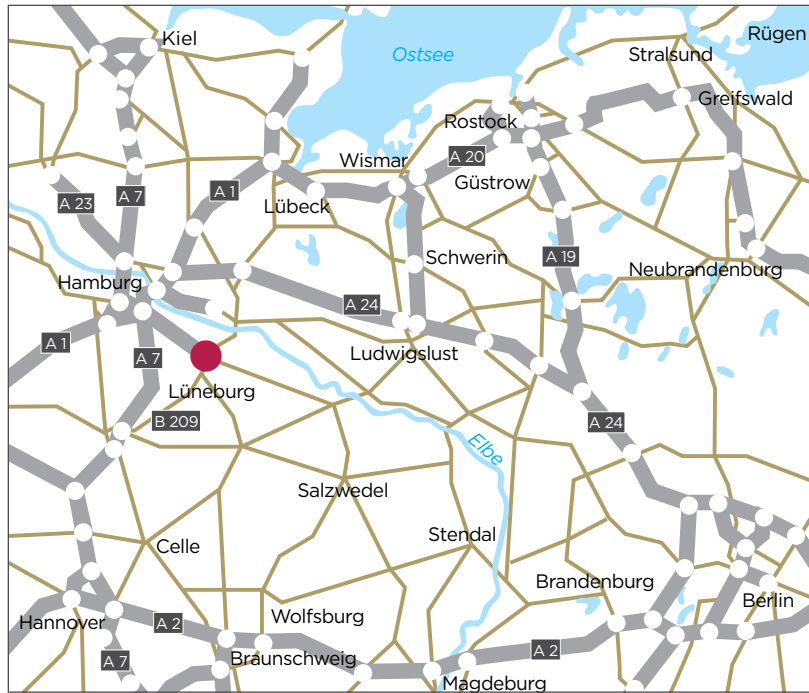 Rügen
Kiel
Ostsee
Stralsund
Greifswald
Rostock
A 20
Wismar
Güstrow
A 1
A 7
A 23
Lübeck
Schwerin
A 19
Neubrandenburg
Hamburg
A 24
A 1
A 7
Ludwigslust
Lüneburg
B 209
A 24
Elbe
Salzwedel
Stendal
Celle
Brandenburg
Berlin
Wolfsburg
Hannover
A 2
A 2
Braunschweig
A 7
Magdeburg